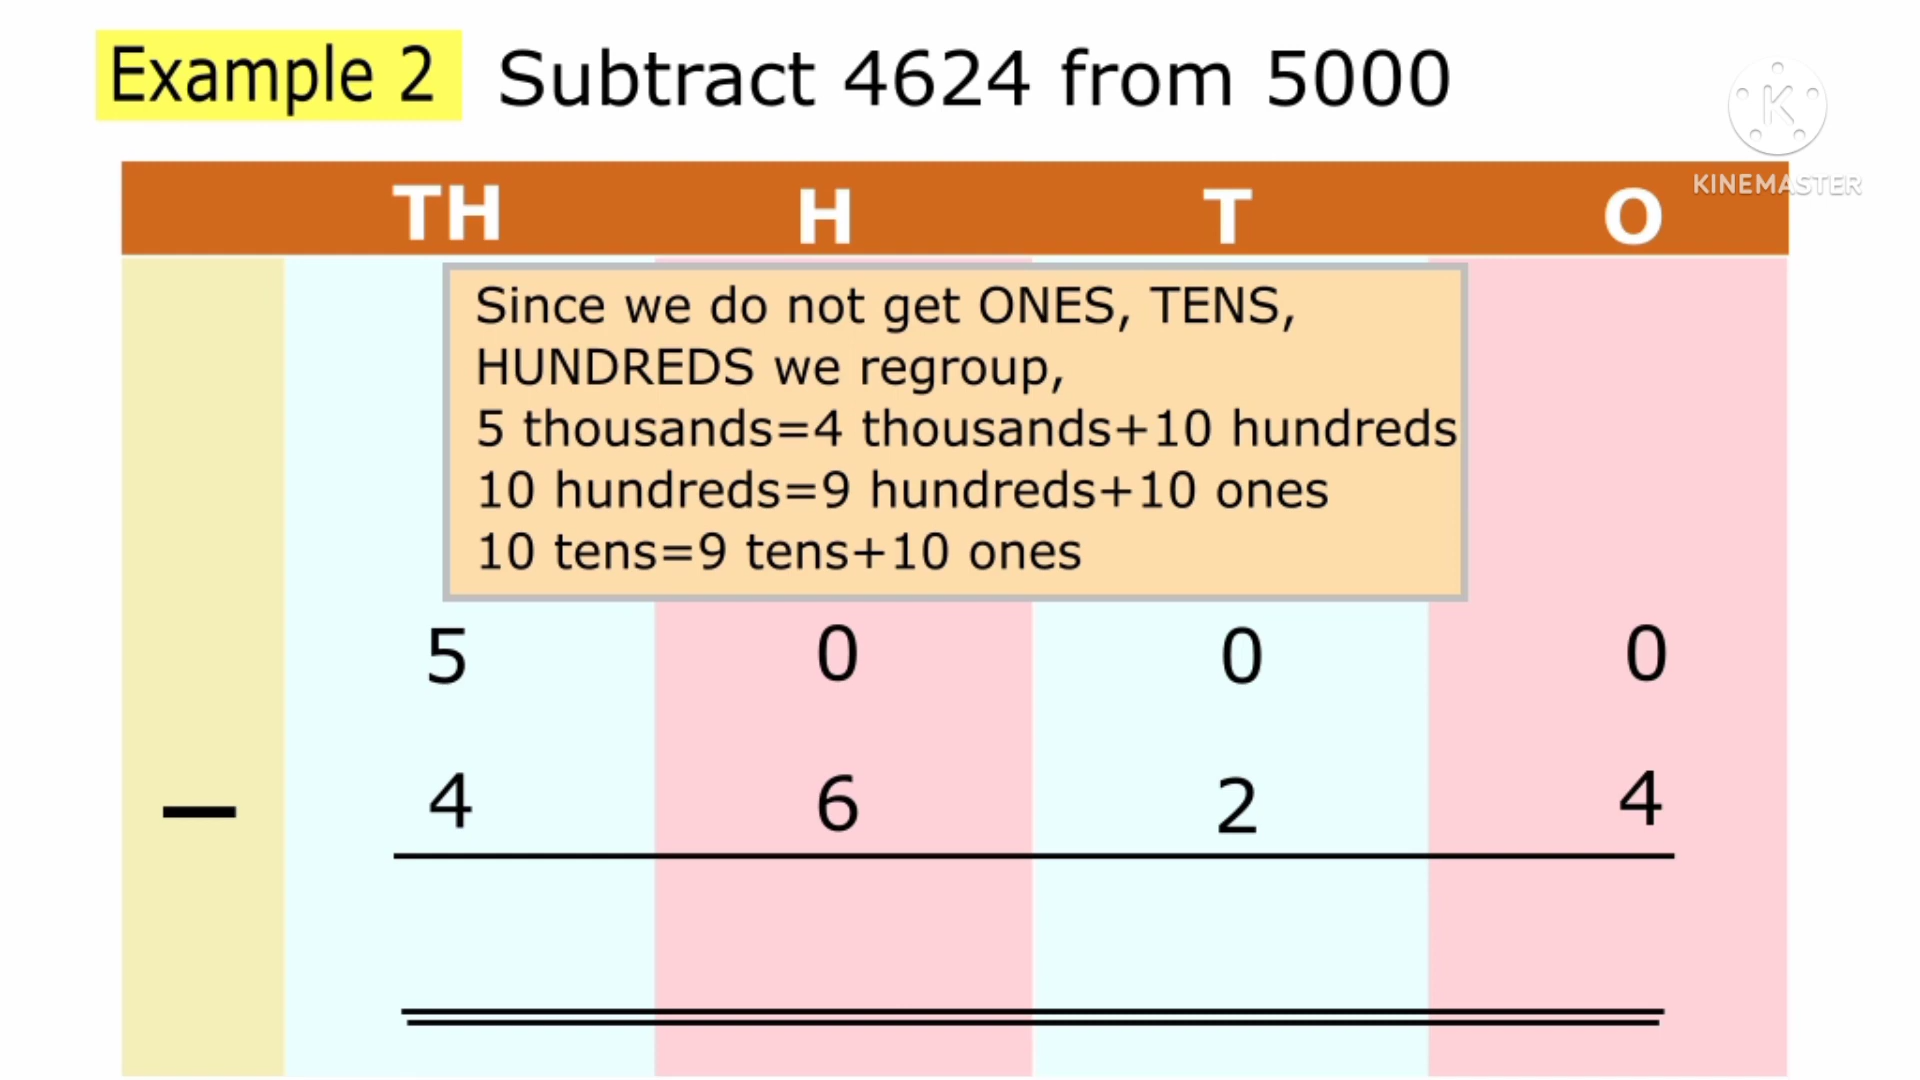 Example 2 Subtract 4624 from 5000
K
KINEMASTER
TH H T O
Since we do not get ONES, TENS,
HUNDREDS we regroup,
5 thousands=4 thousands+10 hundreds
10 hundreds=9 hundreds+10 ones
10 tens=9 tens+10 ones
5 0 0 0
– 4 6 2 4